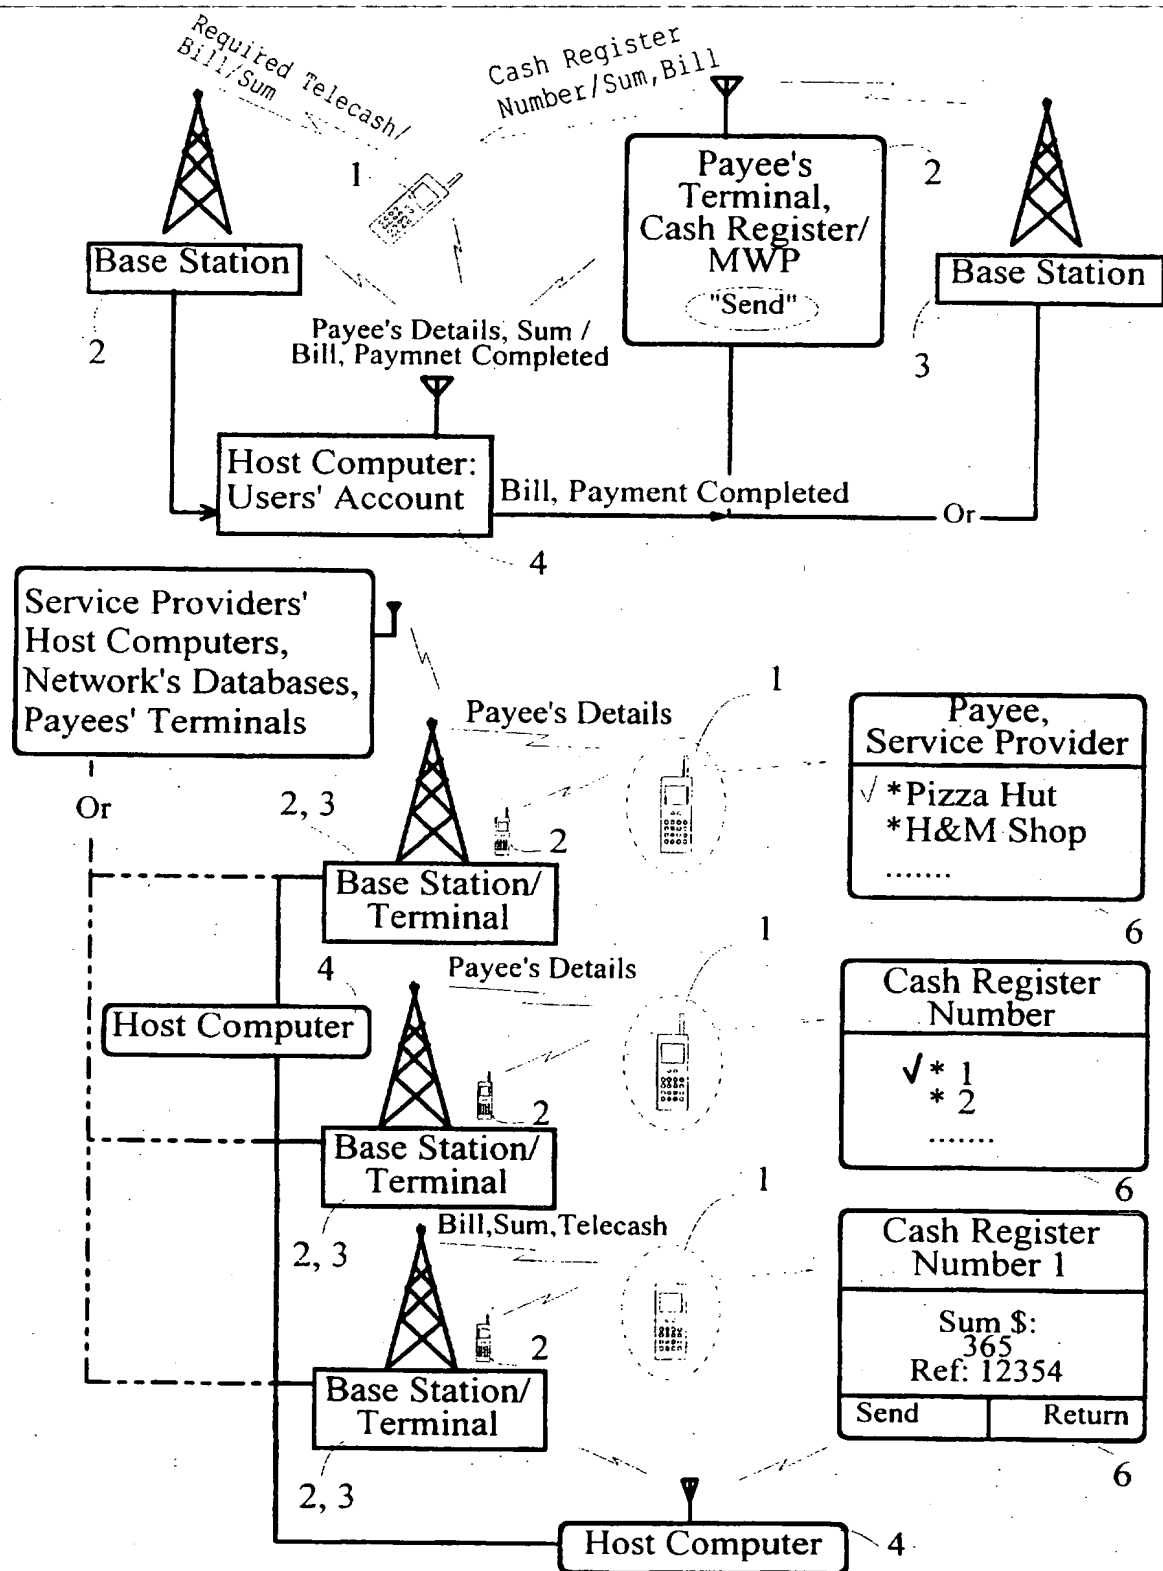 Required Telecash/
Bill/Sum
Cash Register
Number/Sum,Bill
1
Payee's
Terminal,
Cash Register/
MWP
"Send"
2
Base Station
2
Base Station
3
Payee's Details, Sum /
Bill, Paymnet Completed
Host Computer:
Users' Account
Bill, Payment Completed
Or
4
Service Providers'
Host Computers,
Network's Databases,
Payees' Terminals
Or
Payee's Details
1
2, 3
2
Base Station/
Terminal
Payee,
Service Provider
√ *Pizza Hut
*H&M Shop
.......
6
4
Payee's Details
1
Host Computer
2
Base Station/
Terminal
2, 3
Cash Register
Number
√ * 1
* 2
.......
6
Bill,Sum,Telecash
1
2
Base Station/
Terminal
2, 3
Cash Register
Number 1
Sum $:
365
Ref: 12354
Send
Return
6
Host Computer
4